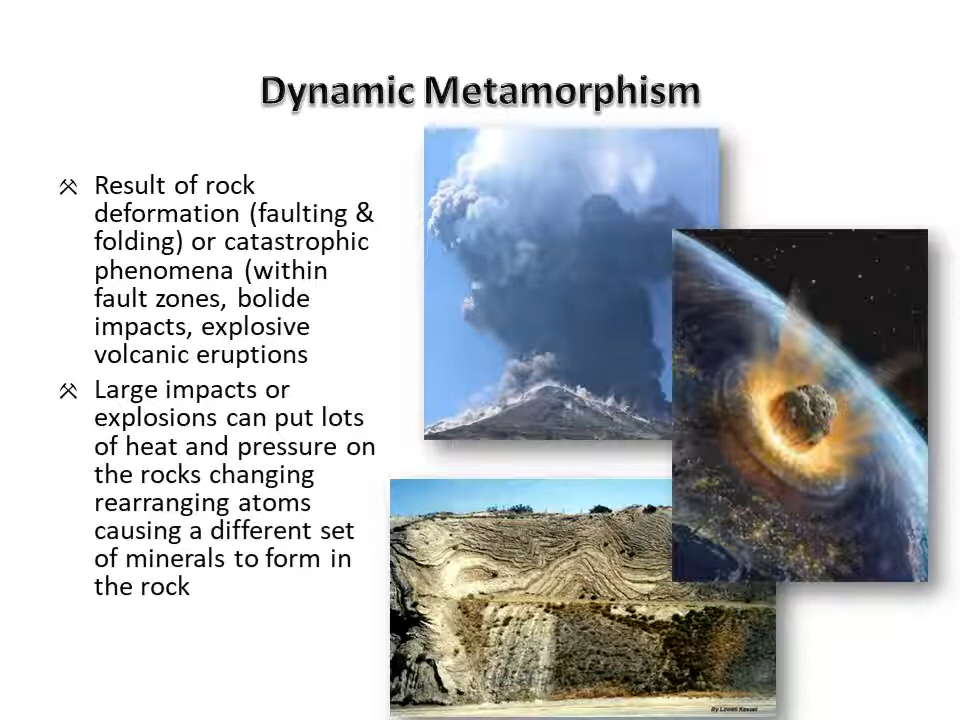 Dynamic Metamorphism
Result of rock
deformation (faulting &
folding) or catastrophic
phenomena (within
fault zones, bolide
impacts, explosive
volcanic eruptions
Large impacts or
explosions can put lots
of heat and pressure on
the rocks changing
rearranging atoms
causing a different set
of minerals to form in
the rock
By Lowell Kessel